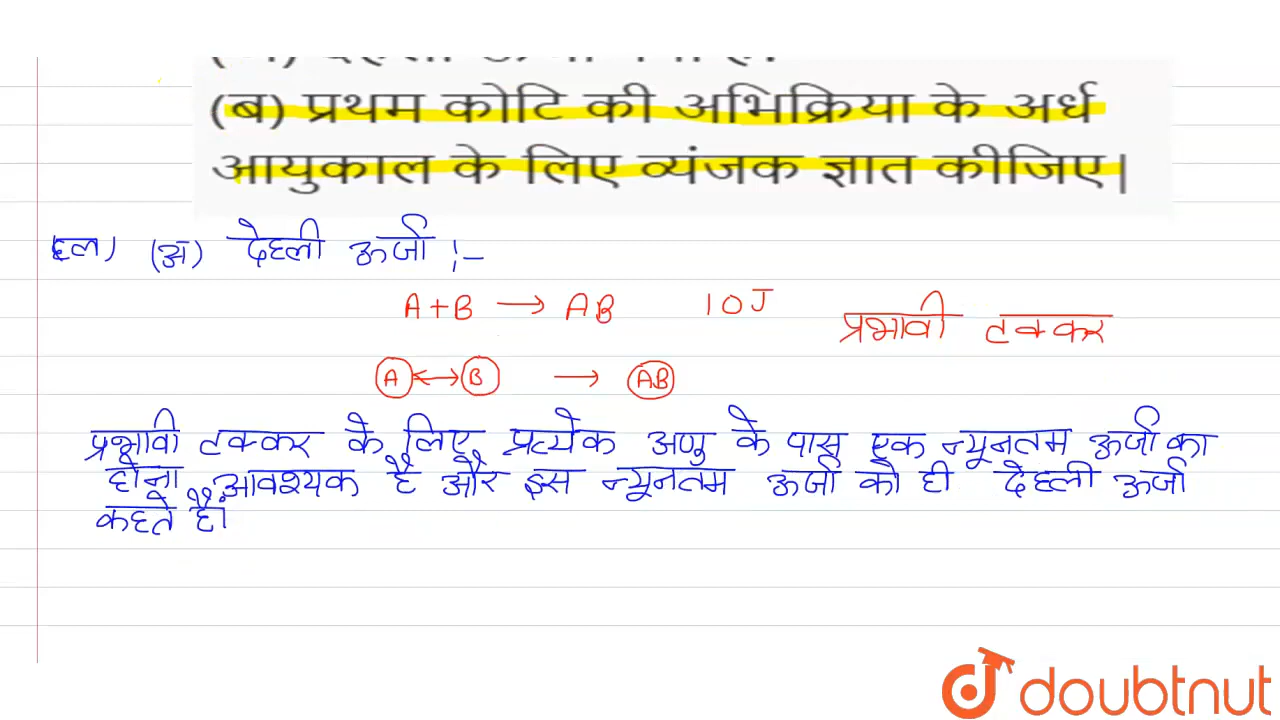 (ब) प्रथम कोटि की अभिक्रिया के अर्ध
आयुकाल के लिए व्यंजक ज्ञात कीजिए|
हल) (अ) देहली ऊर्जा :-
A+B → AB 10J प्रभावी टक्कर
A ↔ B → AB
प्रभावी टक्कर के लिए प्रत्येक अणु के पास एक न्यूनतम ऊर्जा का
होना आवश्यक है और इस न्यूनतम ऊर्जा को ही देहली ऊर्जा
कहते हैं।
doubtnut